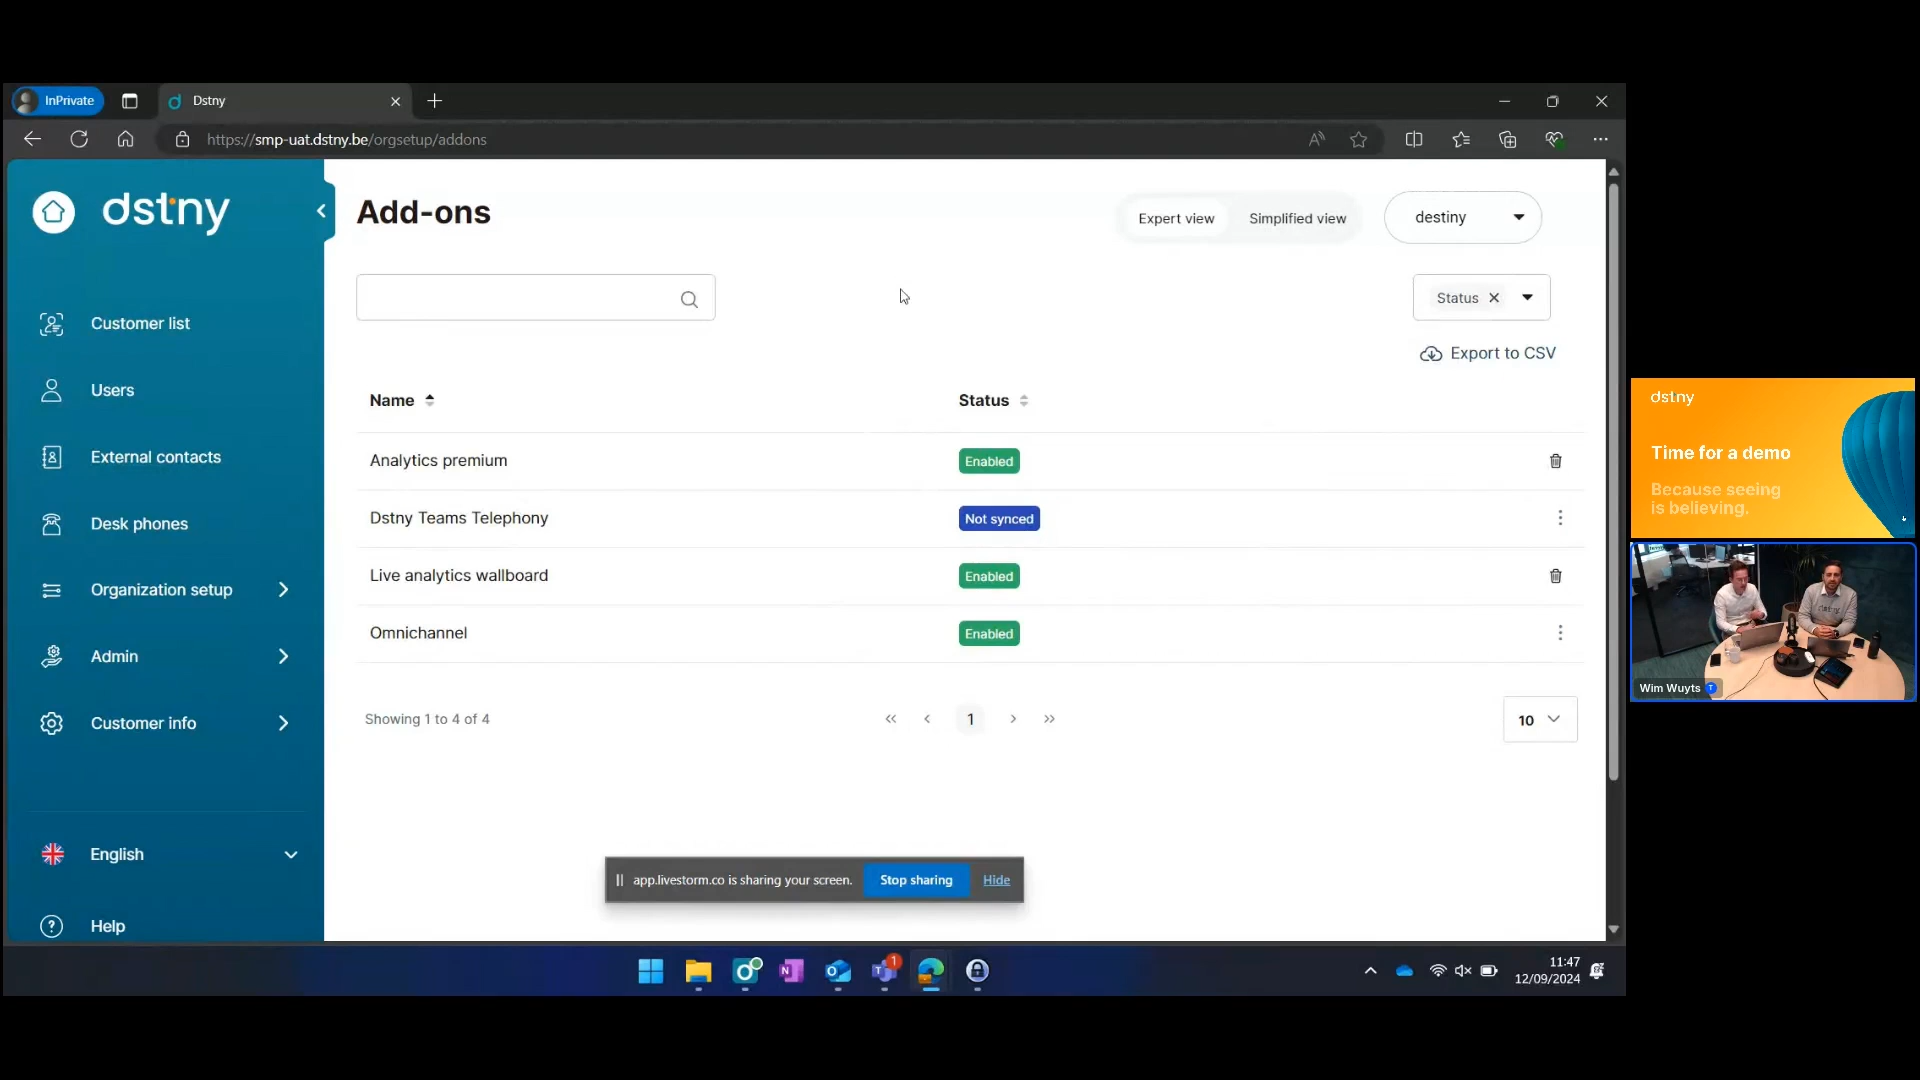 InPrivate
Dstny
https://smp-uat.dstny.be/orgsetup/addons
dstny
Customer list
Users
External contacts
Desk phones
Organization setup
Admin
Customer info
English
Help
Add-ons
Expert view
Simplified view
destiny
Status
Export to CSV
Name
Status
Analytics premium
Enabled
Dstny Teams Telephony
Not synced
Live analytics wallboard
Enabled
Omnichannel
Enabled
Showing 1 to 4 of 4
1
10
app.livestorm.co is sharing your screen.
Stop sharing
Hide
1
11:47
12/09/2024
dstny
Time for a demo
Because seeing
is believing.
Wim Wuyts